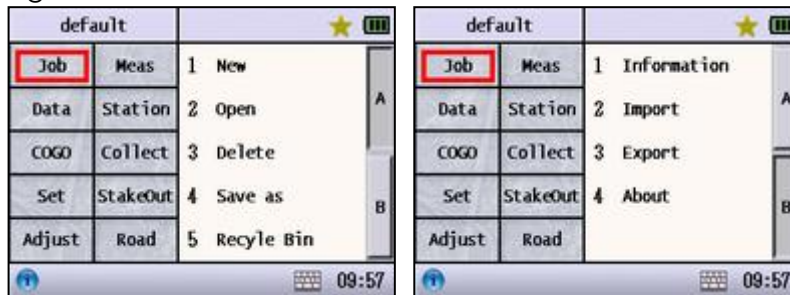 default
Job Meas 1 New
Data Station 2 Open A
COGO Collect 3 Delete
Set StakeOut 4 Save as B
Adjust Road 5 Recyle Bin
09:57
default
Job Meas 1 Information
Data Station 2 Import A
COGO Collect 3 Export
Set StakeOut 4 About B
Adjust Road
09:57